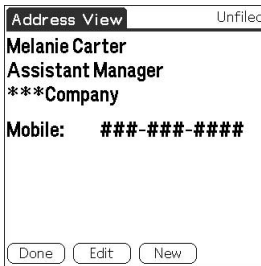 Address View
Unfiled
Melanie Carter
Assistant Manager
***Company
Mobile: ###-###-####
Done Edit New